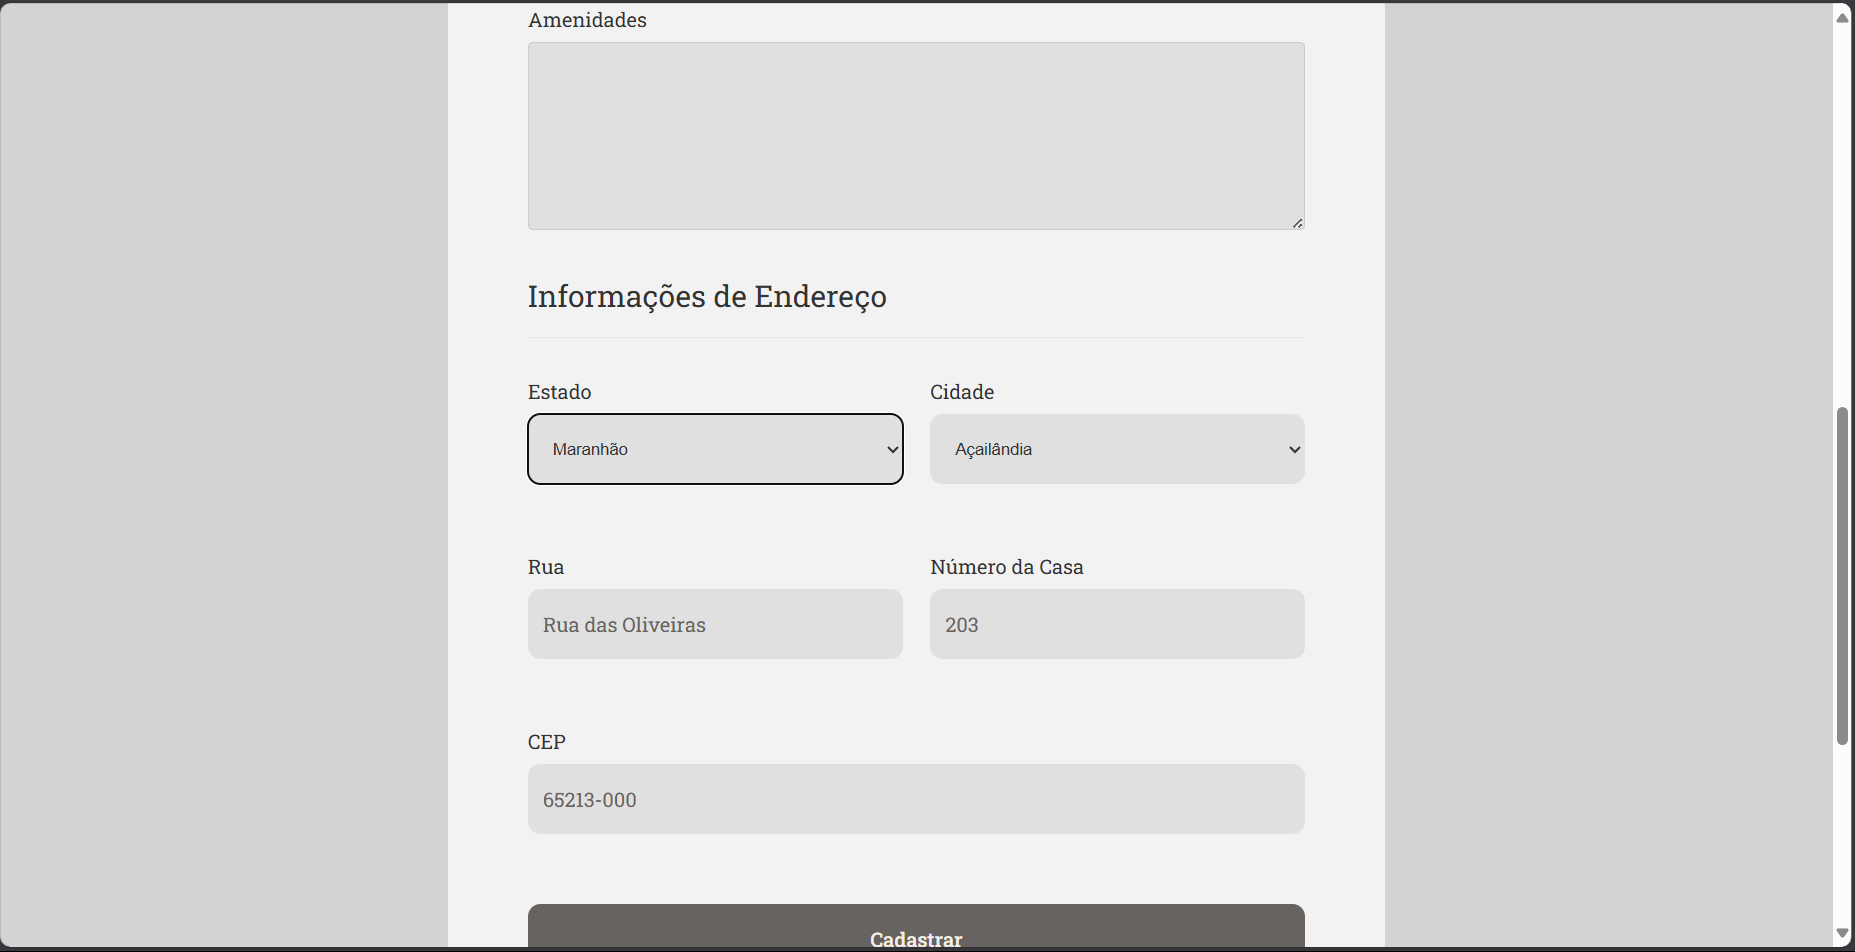 Amenidades
Informações de Endereço
Estado
Cidade
Maranhão
Açailândia
Rua
Número da Casa
Rua das Oliveiras
203
CEP
65213-000
Cadastrar